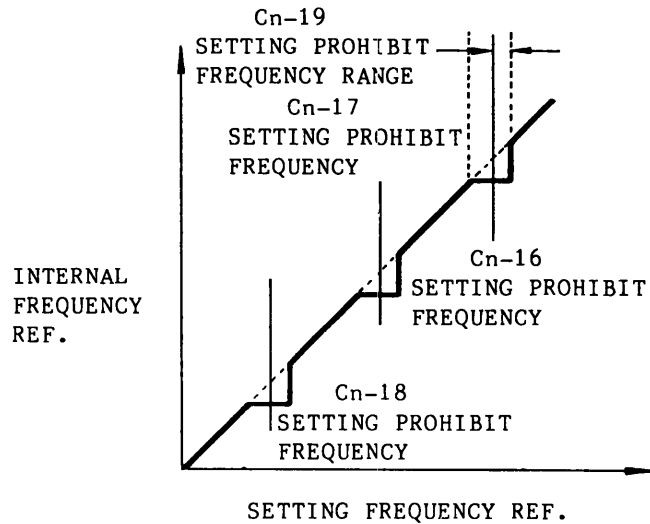 Cn-19
SETTING PROHIBIT
FREQUENCY RANGE
Cn-17
SETTING PROHIBIT
FREQUENCY
Cn-16
SETTING PROHIBIT
FREQUENCY
INTERNAL
FREQUENCY
REF.
Cn-18
SETTING PROHIBIT
FREQUENCY
SETTING FREQUENCY REF.